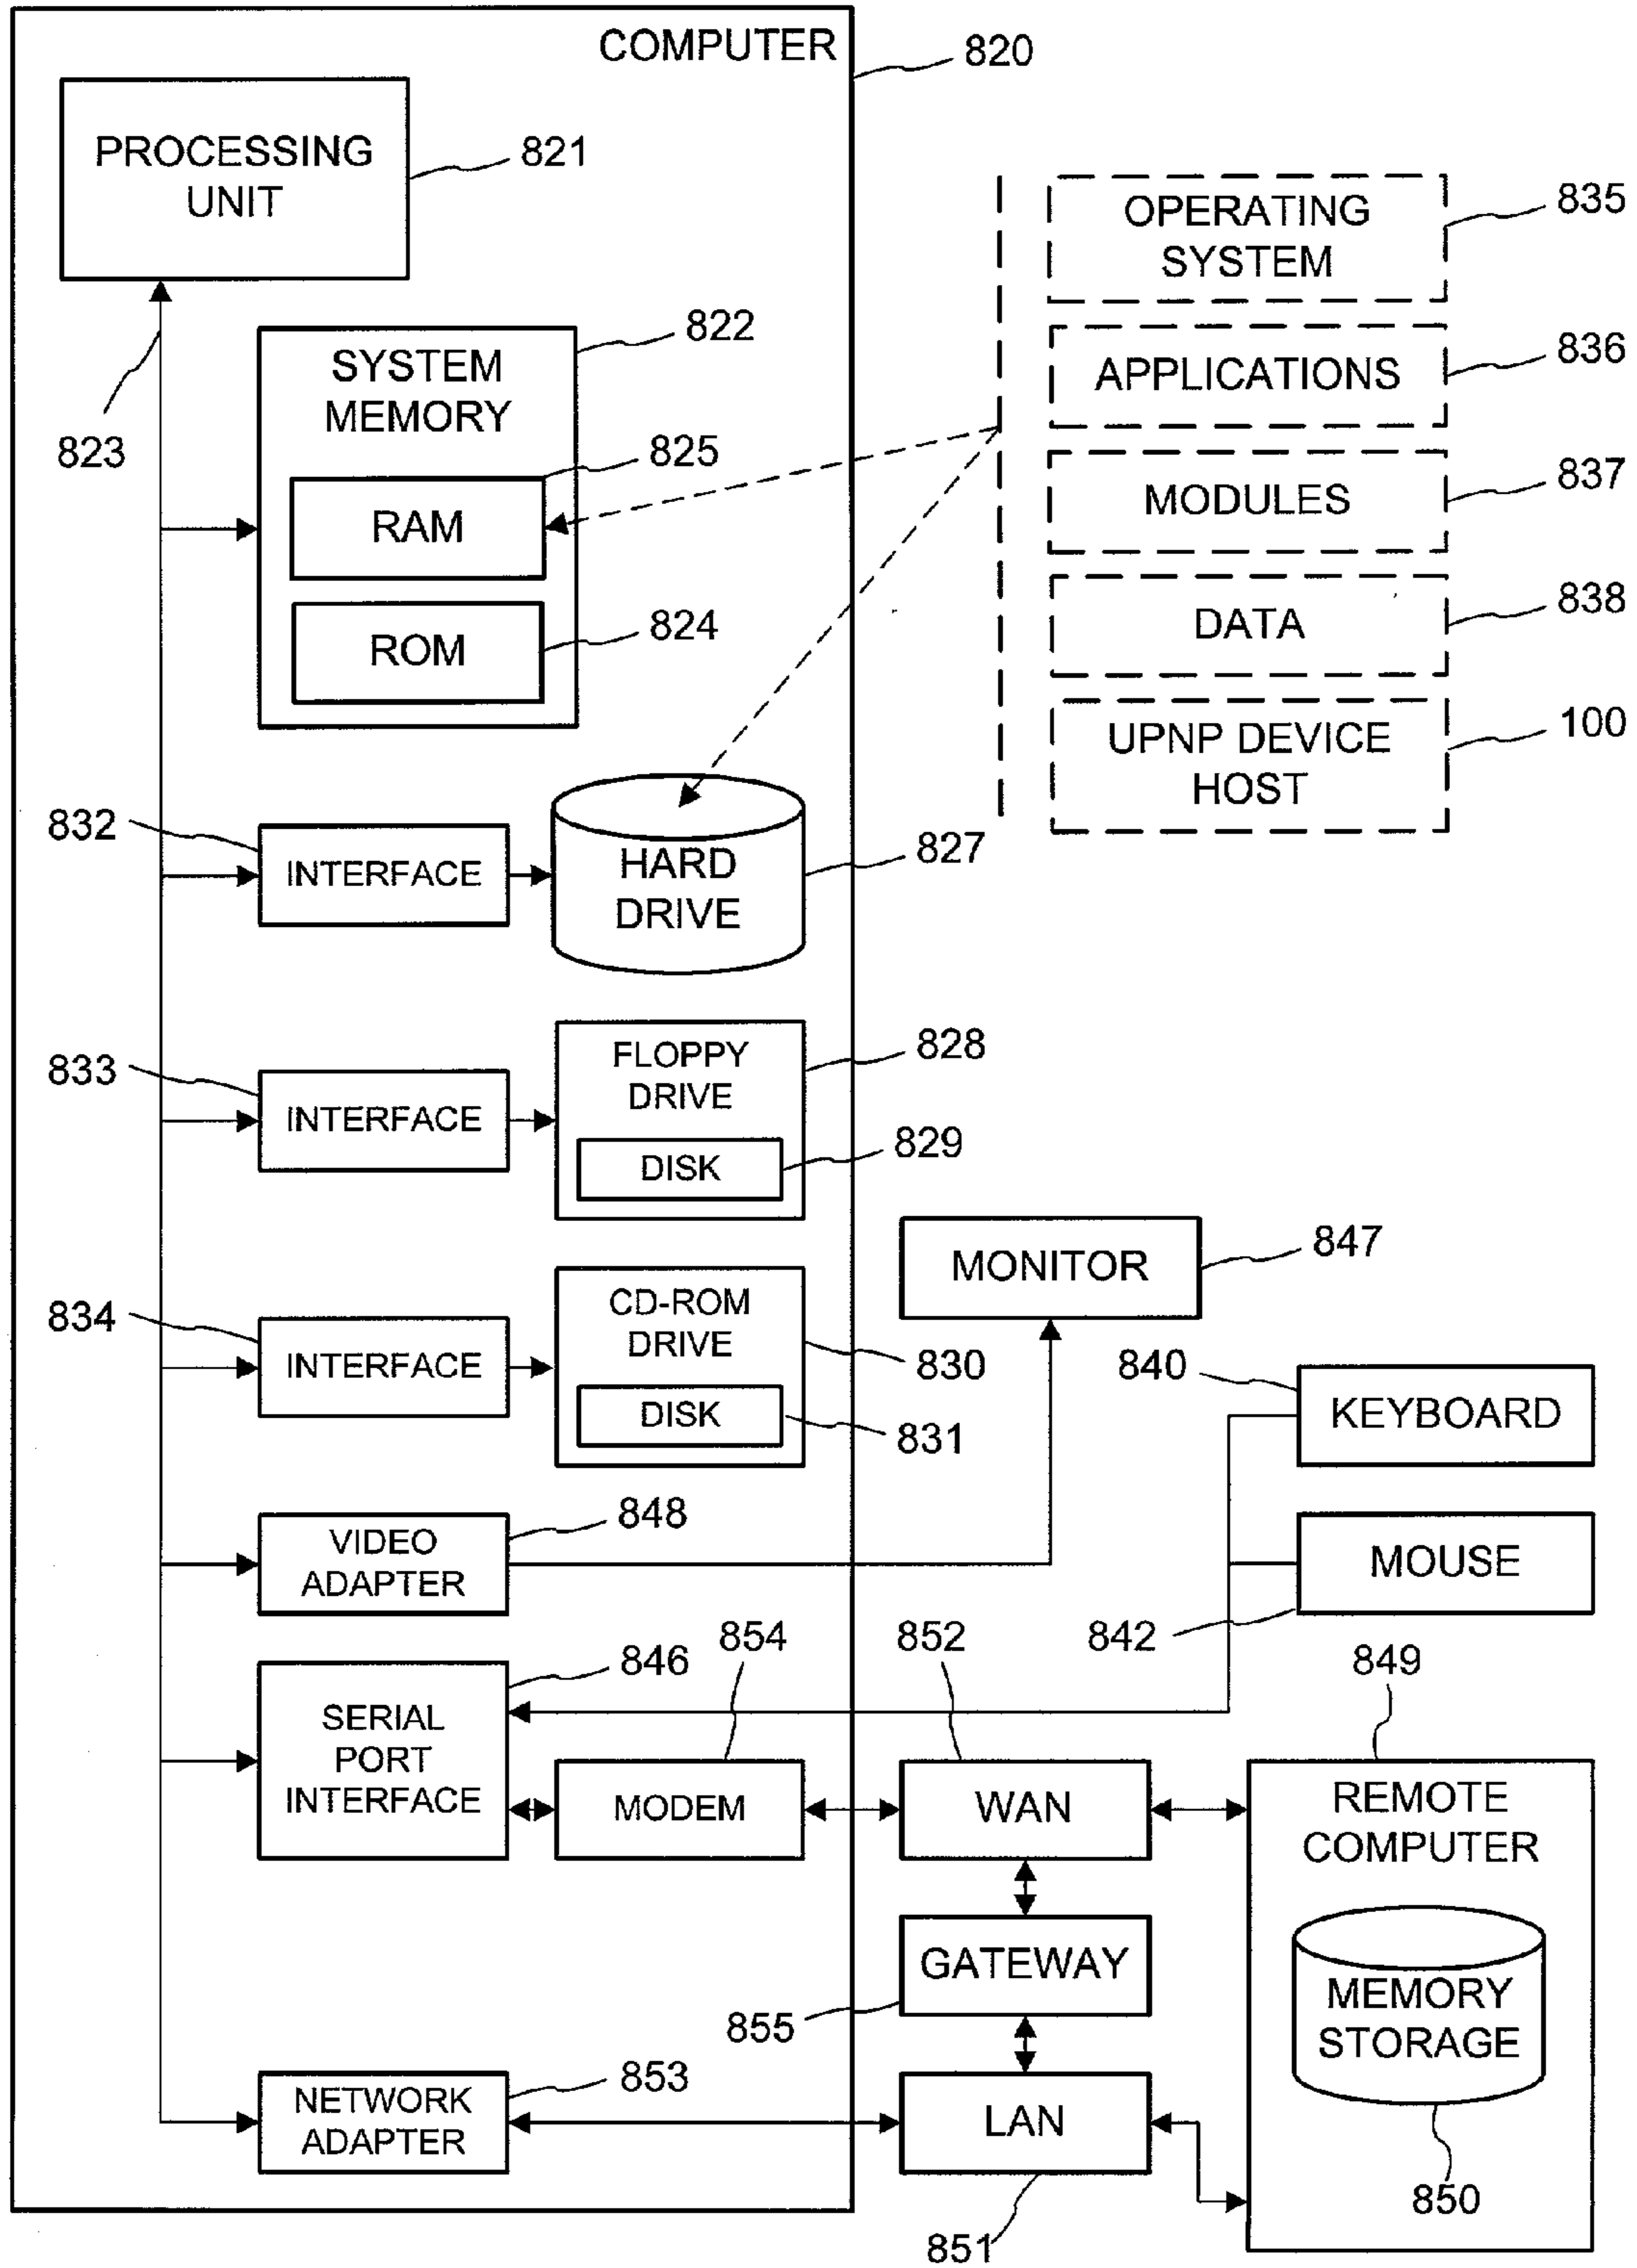 COMPUTER
820
PROCESSING
UNIT
821
823
SYSTEM
MEMORY
822
RAM
825
ROM
824
OPERATING
SYSTEM
835
APPLICATIONS
836
MODULES
837
DATA
838
UPNP DEVICE
HOST
100
832
INTERFACE
HARD
DRIVE
827
833
INTERFACE
FLOPPY
DRIVE
828
DISK
829
834
INTERFACE
CD-ROM
DRIVE
830
DISK
831
MONITOR
847
840
KEYBOARD
MOUSE
842
VIDEO
ADAPTER
848
SERIAL
PORT
INTERFACE
846
854
MODEM
852
WAN
849
REMOTE
COMPUTER
MEMORY
STORAGE
850
GATEWAY
855
NETWORK
ADAPTER
853
LAN
851